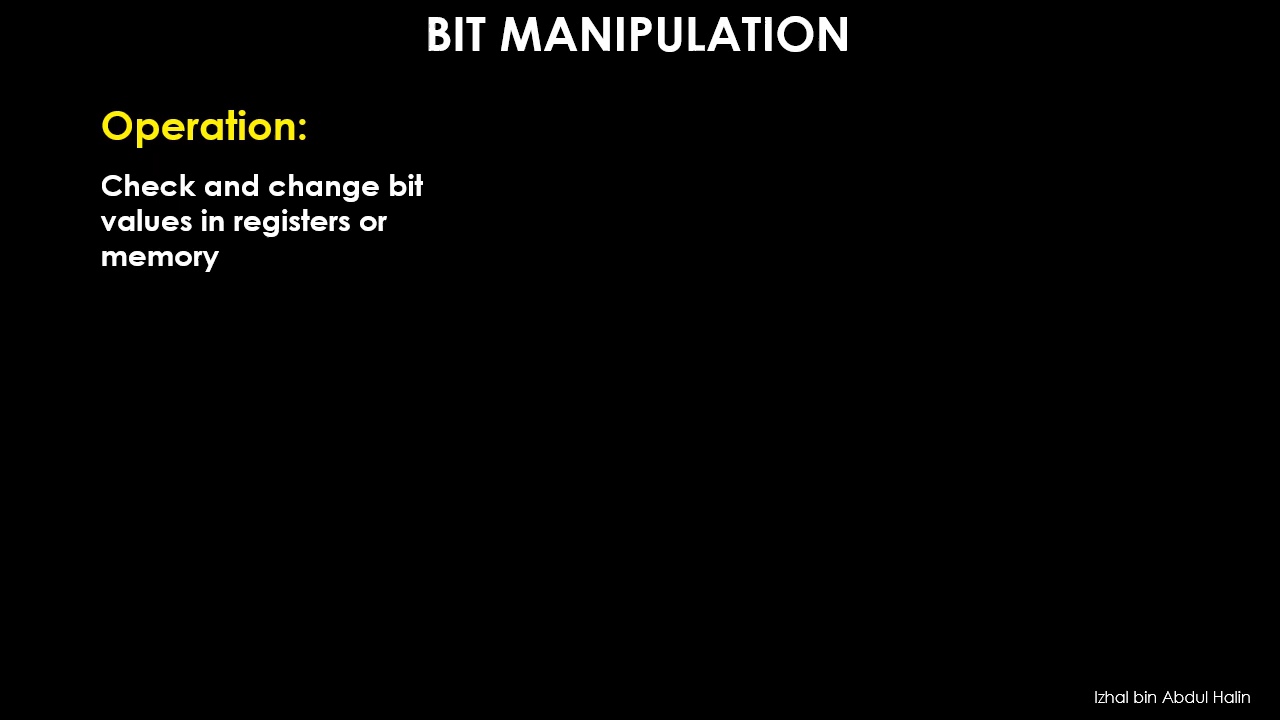 BIT MANIPULATION
Operation:
Check and change bit
values in registers or
memory
Izhal bin Abdul Halin